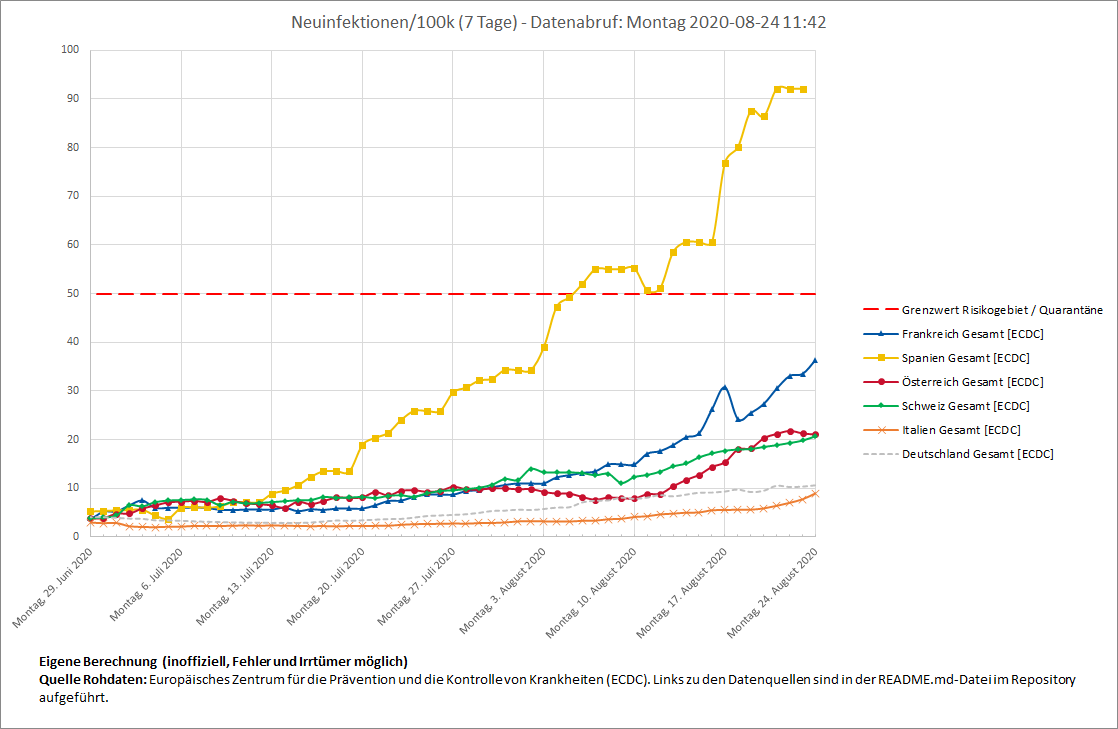 Neuinfektionen/100k (7 Tage) - Datenabruf: Montag 2020-08-24 11:42
100
90
80
70
60
50
40
30
20
10
0
Montag, 29. Juni 2020
Montag, 6. Juli 2020
Montag, 13. Juli 2020
Montag, 20. Juli 2020
Montag, 27. Juli 2020
Montag, 3. August 2020
Montag, 10. August 2020
Montag, 17. August 2020
Montag, 24. August 2020
Grenzwert Risikogebiet / Quarantäne
Frankreich Gesamt [ECDC]
Spanien Gesamt [ECDC]
Österreich Gesamt [ECDC]
Schweiz Gesamt [ECDC]
Italien Gesamt [ECDC]
Deutschland Gesamt [ECDC]
Eigene Berechnung (inoffiziell, Fehler und Irrtümer möglich)
Quelle Rohdaten: Europäisches Zentrum für die Prävention und die Kontrolle von Krankheiten (ECDC). Links zu den Datenquellen sind in der README.md-Datei im Repository
aufgeführt.